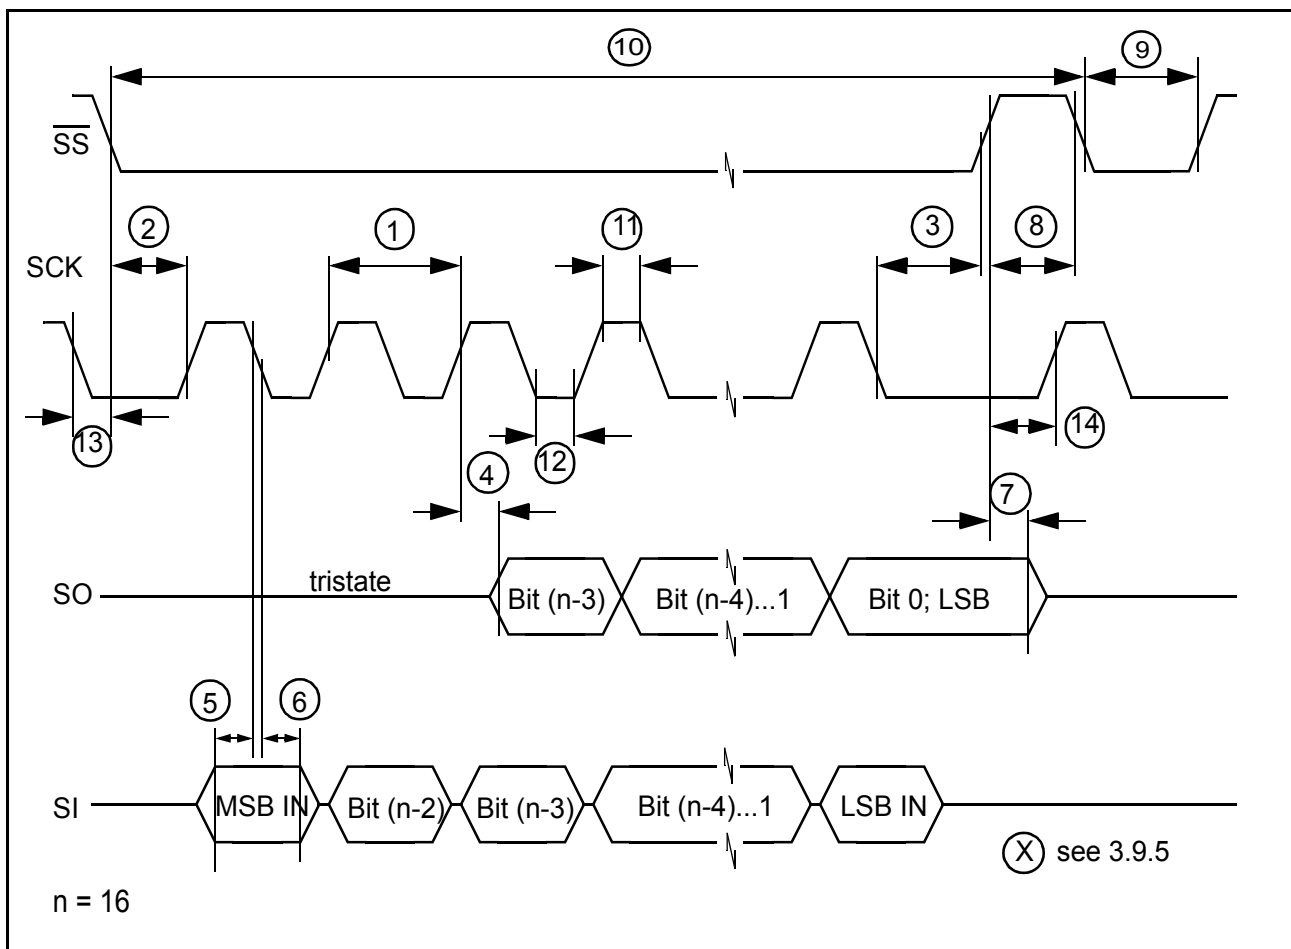 10
9
SS
2
1
11
3
8
SCK
13
12
14
4
7
SO
tristate
Bit (n-3)
Bit (n-4)...1
Bit 0; LSB
5
6
SI
MSB IN
Bit (n-2)
Bit (n-3)
Bit (n-4)...1
LSB IN
X see 3.9.5
n = 16